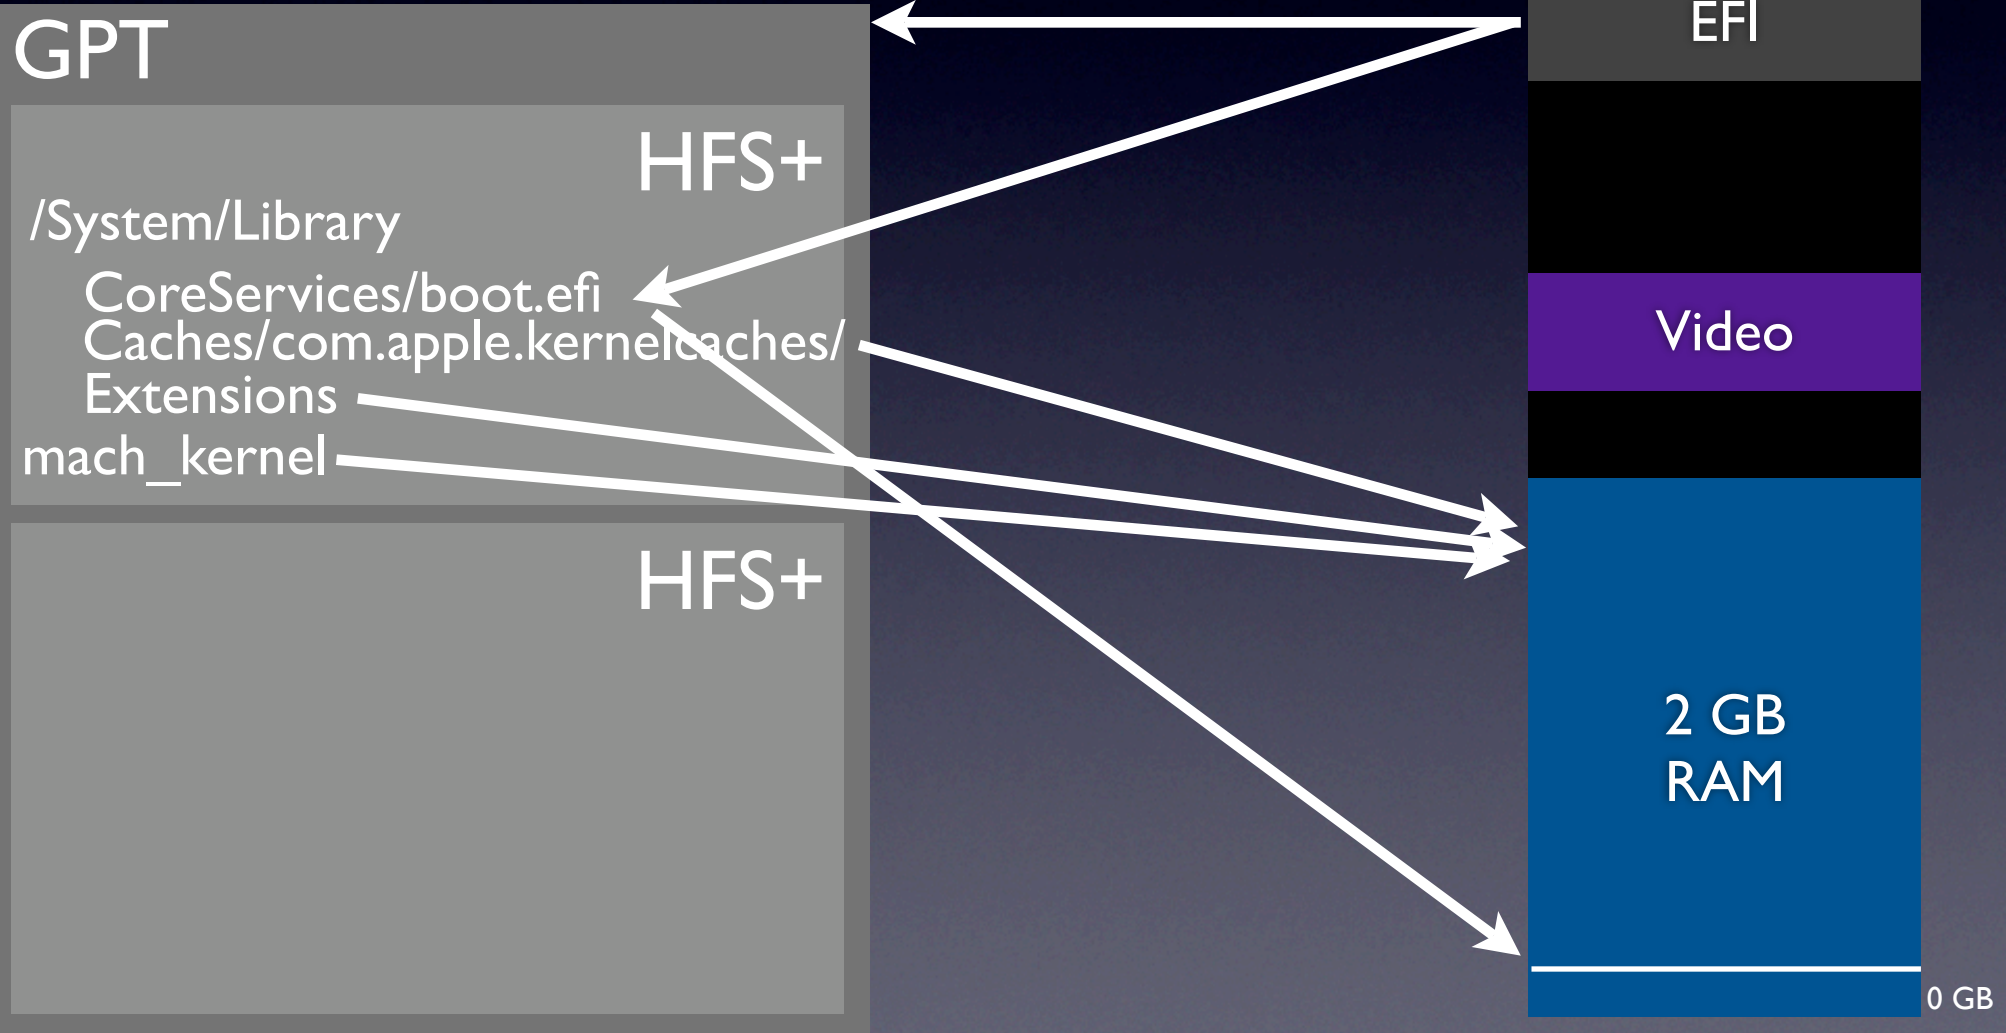 GPT
HFS+
/System/Library
CoreServices/boot.efi
Caches/com.apple.kernelcaches/
Extensions
mach_kernel
HFS+
EFI
Video
2 GB
RAM
0 GB